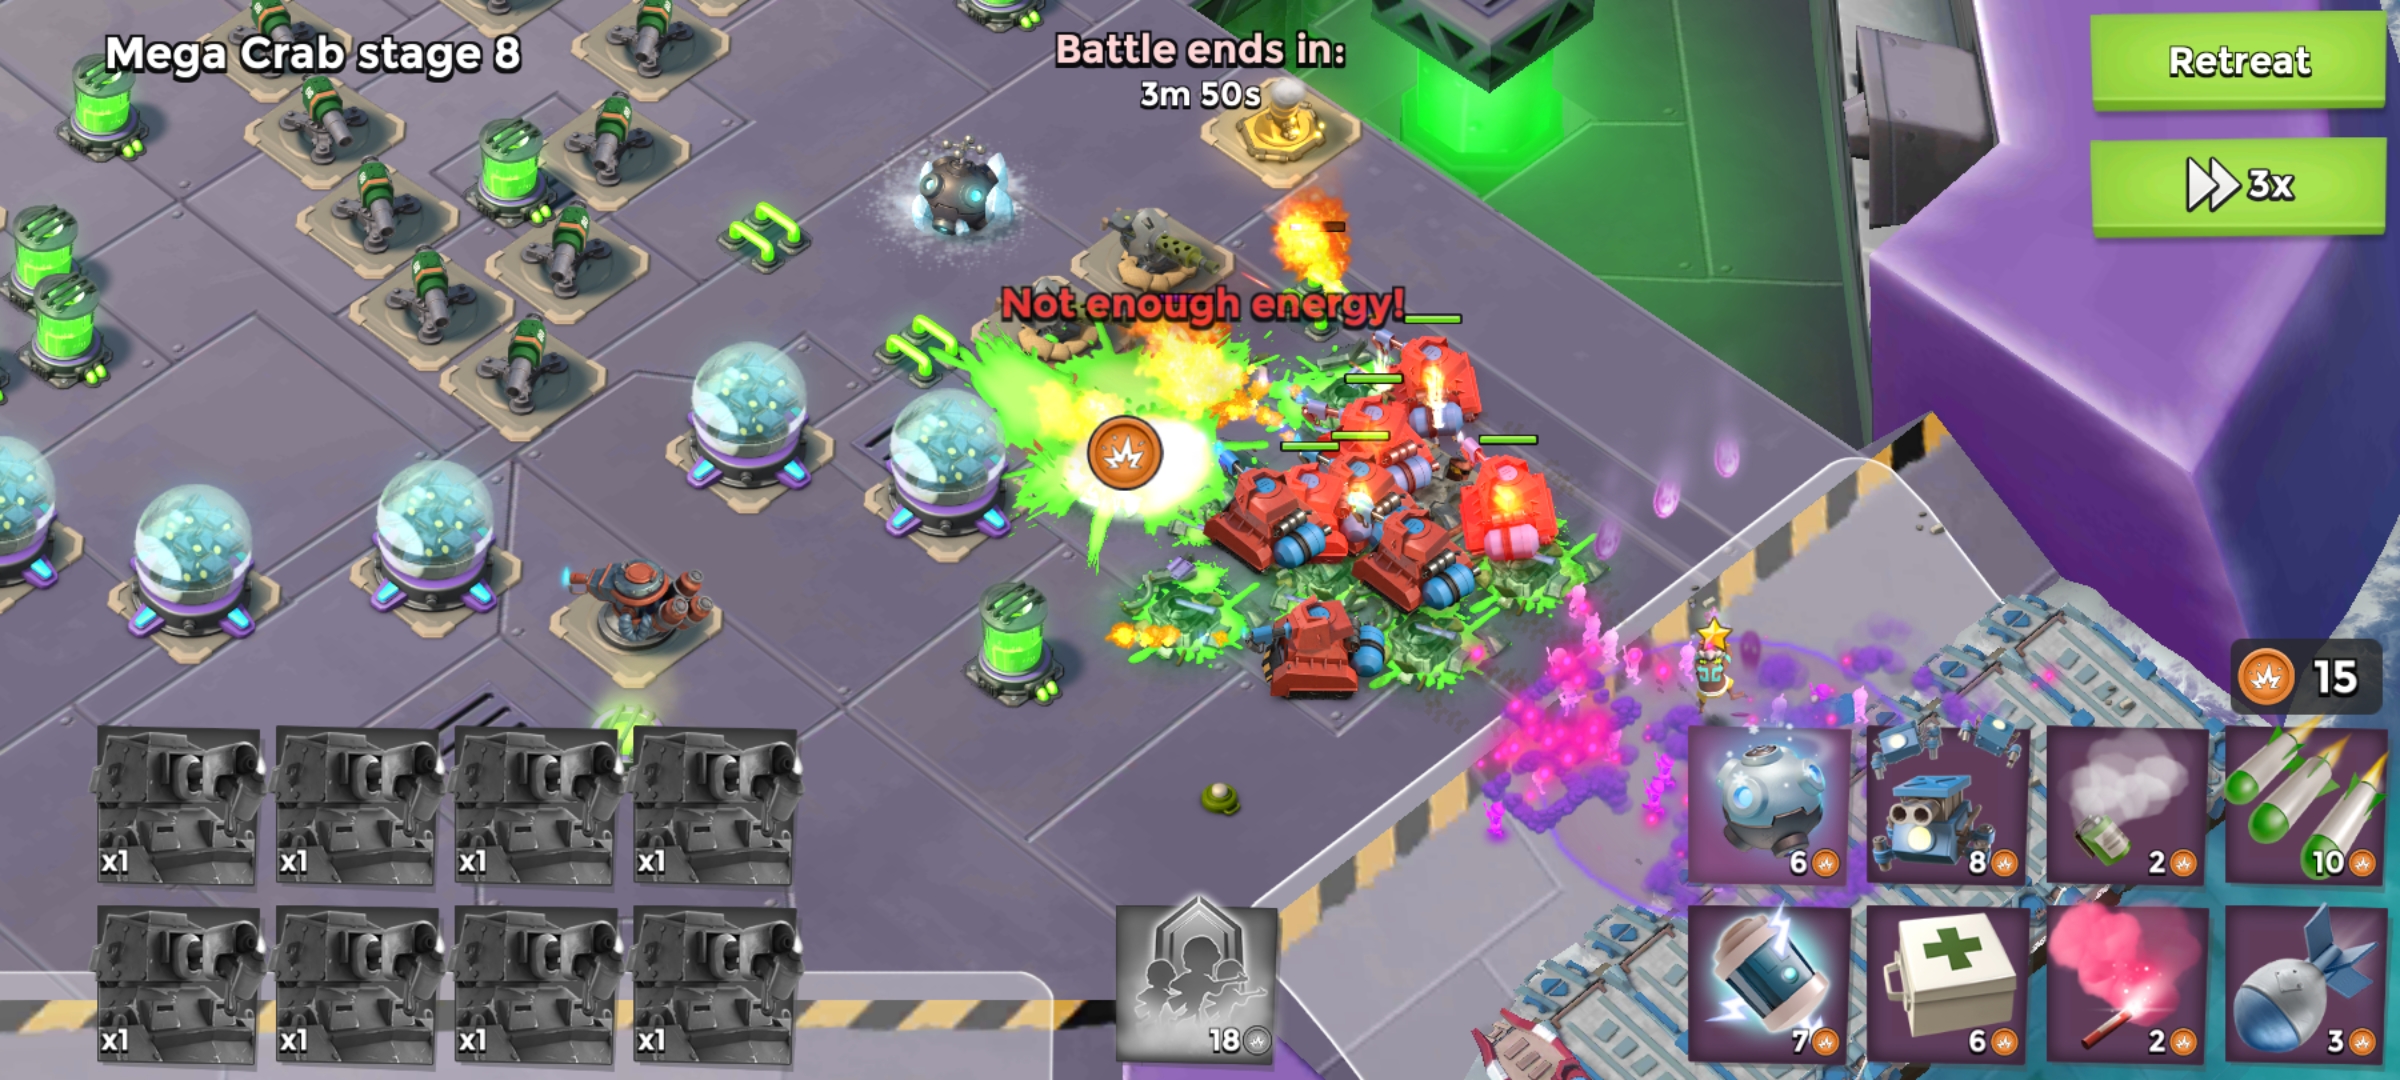 Mega Crab stage 8
Battle ends in:
3m 50s
Retreat
3x
Not enough energy!
15
x1 x1 x1 x1
6 8 2 10
x1 x1 x1 x1
18
7 6 2 3